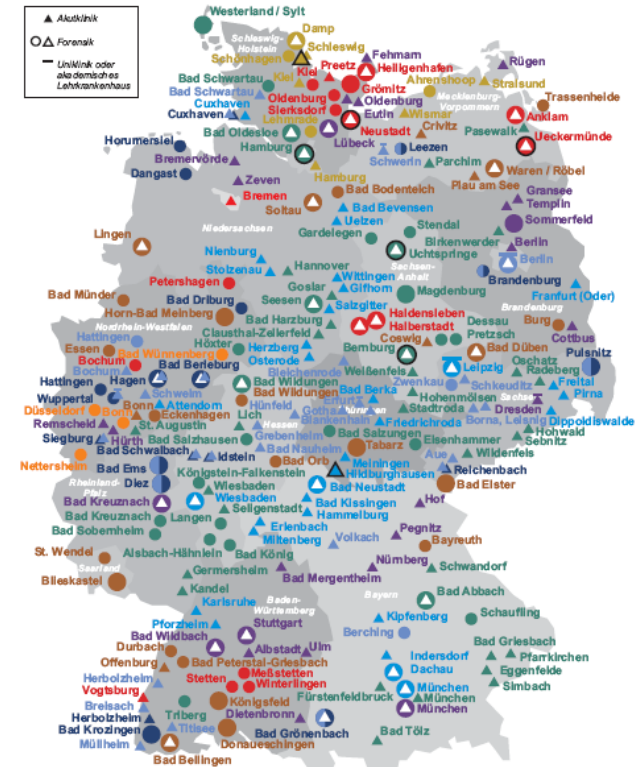 Westerland / Sylt
Akutklinik
Forensik
Uniklinik oder
akademisches
Lehrkrankenhaus
Damp
Schleswig-
Holstein
Schleswig
Schönhagen
Fehmarn
Kiel
Kiel
Preetz
Heiligenhafen
Rügen
Bad Schwartau
Bad Schwartau
Grömitz
Ahrenshoop
Stralsund
Mecklenburg-
Vorpommern
Trassenheide
Cuxhaven
Cuxhaven
Oldenburg
Sierksdorf
Oldenburg
Eutin
Wismar
Anklam
Lehmrade
Bad Oldesloe
Neustadt
Crivitz
Pasewalk
Ueckermünde
Horumersiel
Hamburg
Lübeck
Leezen
Bremervörde
Schwerin
Parchim
Dangast
Zeven
Hamburg
Waren / Röbel
Plau am See
Bremen
Bad Bodenteich
Gransee
Templin
Soltau
Bad Bevensen
Uelzen
Sommerfeld
Niedersachsen
Gardelegen
Stendal
Birkenwerder
Lingen
Uchtspringe
Berlin
Berlin
Nienburg
Stolzenau
Hannover
Sachsen-
Anhalt
Brandenburg
Petershagen
Wittingen
Goslar
Gifhorn
Magdeburg
Frankfurt (Oder)
Bad Münder
Bad Driburg
Seesen
Salzgitter
Brandenburg
Horn-Bad Meinberg
Bad Harzburg
Haldensleben
Halberstadt
Dessau
Burg
Nordrhein-Westfalen
Clausthal-Zellerfeld
Pretzsch
Cottbus
Hattingen
Höxter
Herzberg
Coswig
Essen
Bad Wünnenberg
Osterode
Bernburg
Bad Düben
Pulsnitz
Bochum
Bad Berleburg
Bleicherode
Weißenfels
Leipzig
Oschatz
Bochum
Radeberg
Hattingen
Hagen
Bad Wildungen
Bad Berka
Zwenkau
Schkeuditz
Freital
Wuppertal
Schweim
Bad Wildungen
Erfurt
Hohenmölsen
Sachsen
Pirna
Düsseldorf
Bonn
Bonn
Attendorn
Hünfeld
Gotha
Thüringen
Stadtroda
Dresden
Eckenhagen
Lich
Blankenhain
Friedrichroda
Borna, Leisnig
Dippoldiswalde
Remscheid
St. Augustin
Hessen
Hohwald
Siegburg
Hürth
Bad Salzhausen
Grebenheim
Bad Salzungen
Eisenhammer
Sebnitz
Bad Schwalbach
Bad Nauheim
Tabarz
Wildenfels
Nettersheim
Idstein
Bad Orb
Meiningen
Aue
Bad Ems
Königstein-Falkenstein
Hildburghausen
Reichenbach
Rheinland-
Pfalz
Diez
Wiesbaden
Bad Neustadt
Bad Elster
Bad Kreuznach
Wiesbaden
Seligenstadt
Bad Kissingen
Hof
Bad Kreuznach
Langen
Hammelburg
Bad Sobernheim
Erlenbach
Miltenberg
Pegnitz
Volkach
St. Wendel
Alsbach-Hähnlein
Bad König
Bayreuth
Saarland
Germersheim
Nürnberg
Schwandorf
Blieskastel
Bad Mergentheim
Kandel
Baden-
Württemberg
Bayern
Bad Abbach
Karlsruhe
Pforzheim
Stuttgart
Kipfenberg
Schaufling
Bad Wildbach
Berching
Durbach
Albstadt
Ulm
Indersdorf
Bad Griesbach
Offenburg
Bad Peterstal-Griesbach
Dachau
Pfarrkirchen
Herbolzheim
Meßstetten
Eggenfelde
Vogtsburg
Stetten
Winterlingen
München
Simbach
Breisach
Königsfeld
Fürstenfeldbruck
München
Herbolzheim
Triberg
Dietenbronn
München
Bad Krozingen
Titisee
Bad Grönenbach
Bad Tölz
Müllheim
Donaueschingen
Bad Bellingen